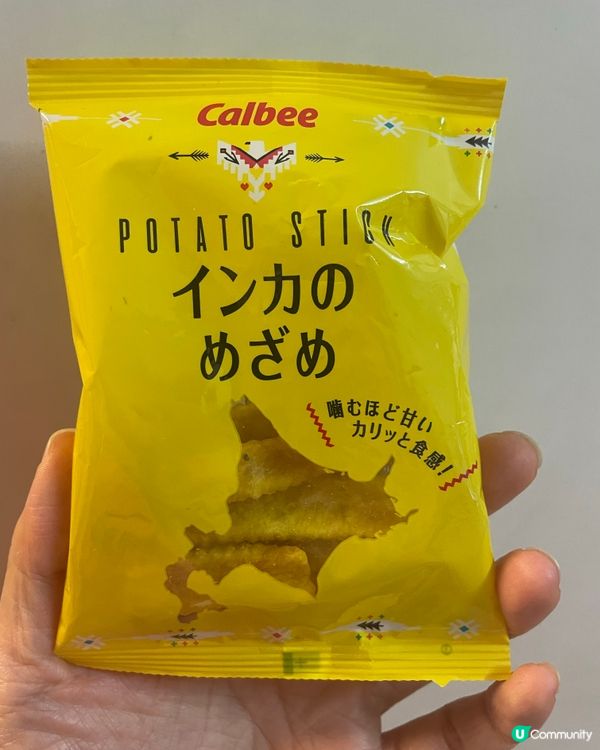 Calbee
POTATO STICK
インカの
めざめ
噛むほど甘い
カリッと食感!
U Community